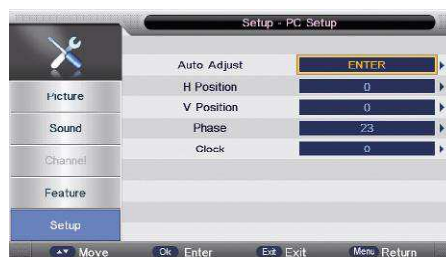 Setup - PC Setup
Auto Adjust ENTER
H Position 0
V Position 0
Phase 23
Clock 0
Picture
Sound
Channel
Feature
Setup
Move Ok Enter Exit Exit Menu Return